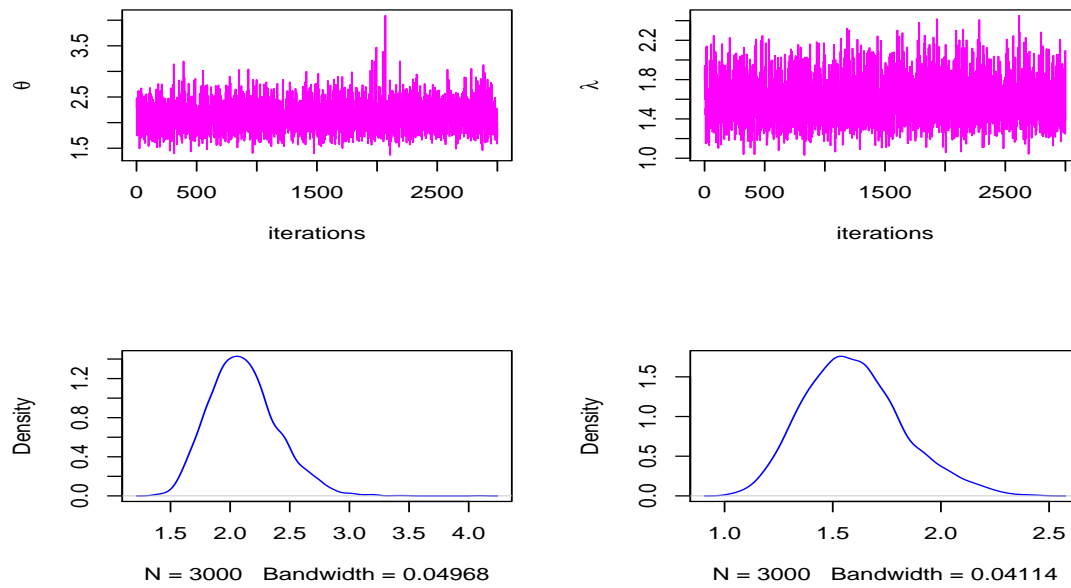 θ
1.5 2.5 3.5
0 500 1500 2500
iterations
λ
1.0 1.4 1.8 2.2
0 500 1500 2500
iterations
Density
0.0 0.4 0.8 1.2
1.5 2.0 2.5 3.0 3.5 4.0
N = 3000 Bandwidth = 0.04968
Density
0.0 0.5 1.0 1.5
1.0 1.5 2.0 2.5
N = 3000 Bandwidth = 0.04114